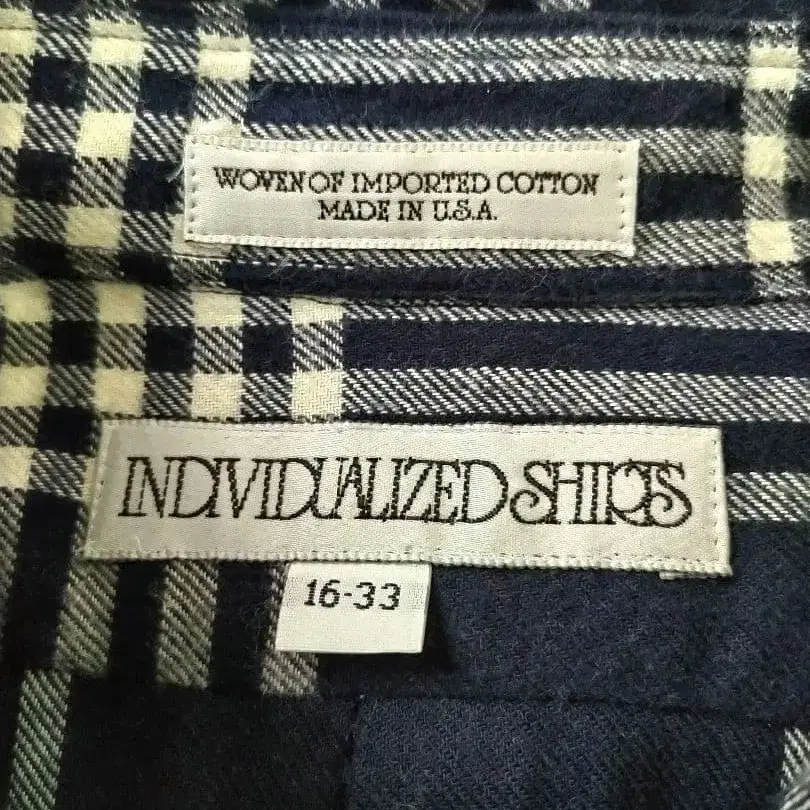 WOVEN OF IMPORTED COTTON
MADE IN U.S.A.
INDIVIDUALIZED SHIRTS
16-33